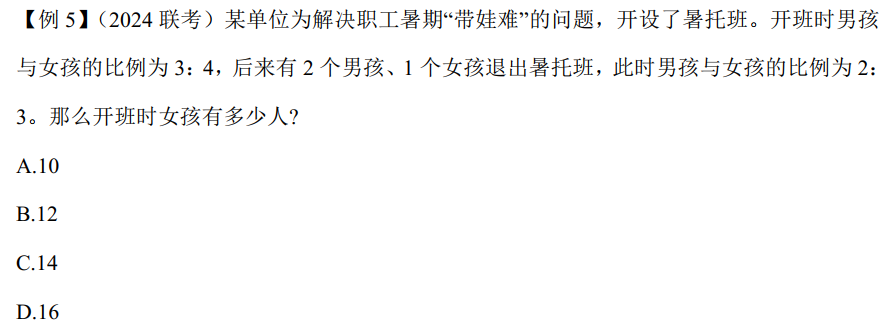 【例 5】（2024 联考）某单位为解决职工暑期“带娃难”的问题，开设了暑托班。开班时男孩
与女孩的比例为 3：4，后来有 2 个男孩、1 个女孩退出暑托班，此时男孩与女孩的比例为 2：
3。那么开班时女孩有多少人?
A.10
B.12
C.14
D.16